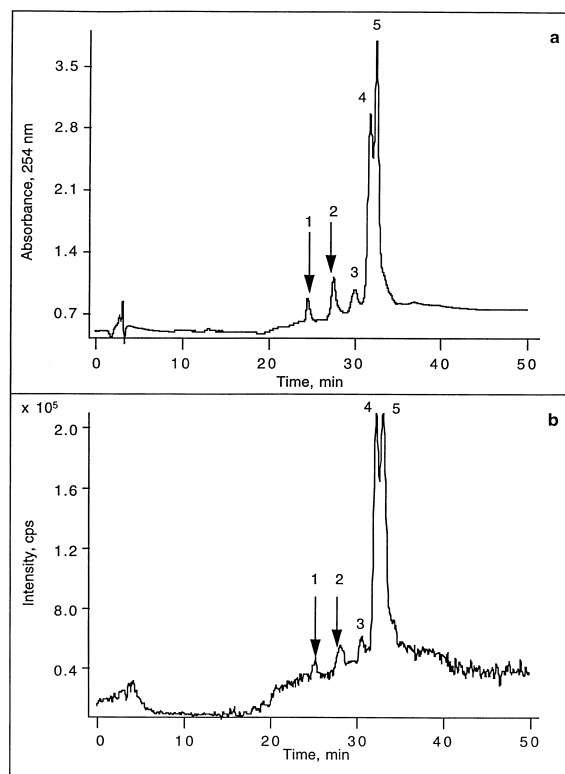 a
5
3.5
4
2.8
Absorbance, 254 nm
2.1
1 2
1.4
3
0.7
0 10 20 30 40 50
Time, min
x 10⁵
b
4 5
2.0
1.6
Intensity, cps
1.2
1 2
8.0
3
0.4
0 10 20 30 40 50
Time, min